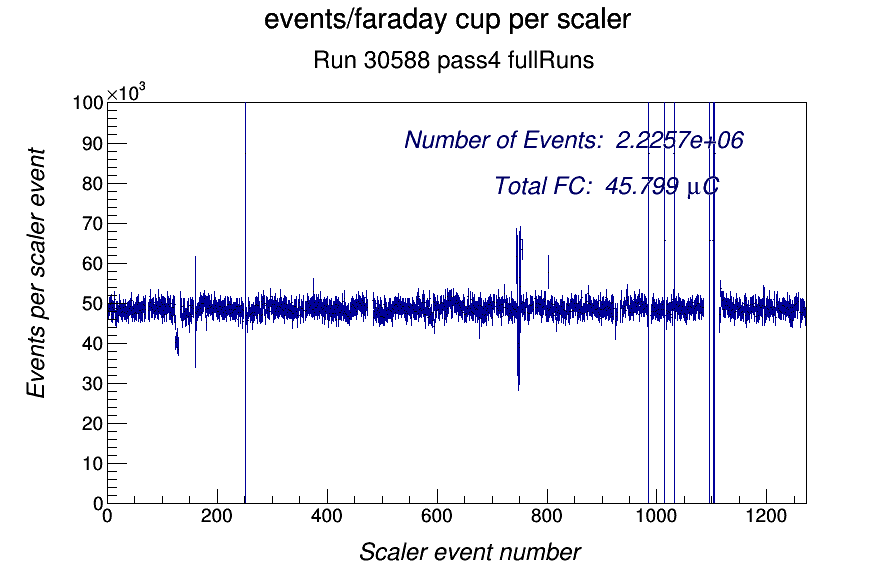 events/faraday cup per scaler
Run 30588 pass4 fullRuns
×10³
Number of Events: 2.2257e+06
Total FC: 45.799 μC
Events per scaler event
100
90
80
70
60
50
40
30
20
10
0
0 200 400 600 800 1000 1200
Scaler event number